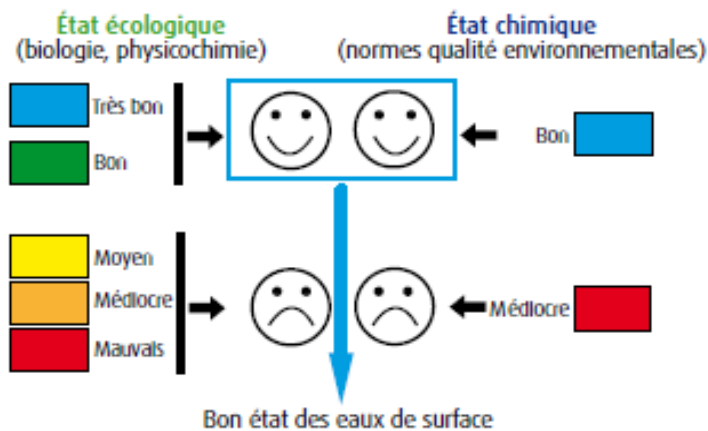 État écologique
(biologie, physicochimie)
État chimique
(normes qualité environnementales)
Très bon
Bon
Bon
Moyen
Médiocre
Mauvais
Médiocre
Bon état des eaux de surface